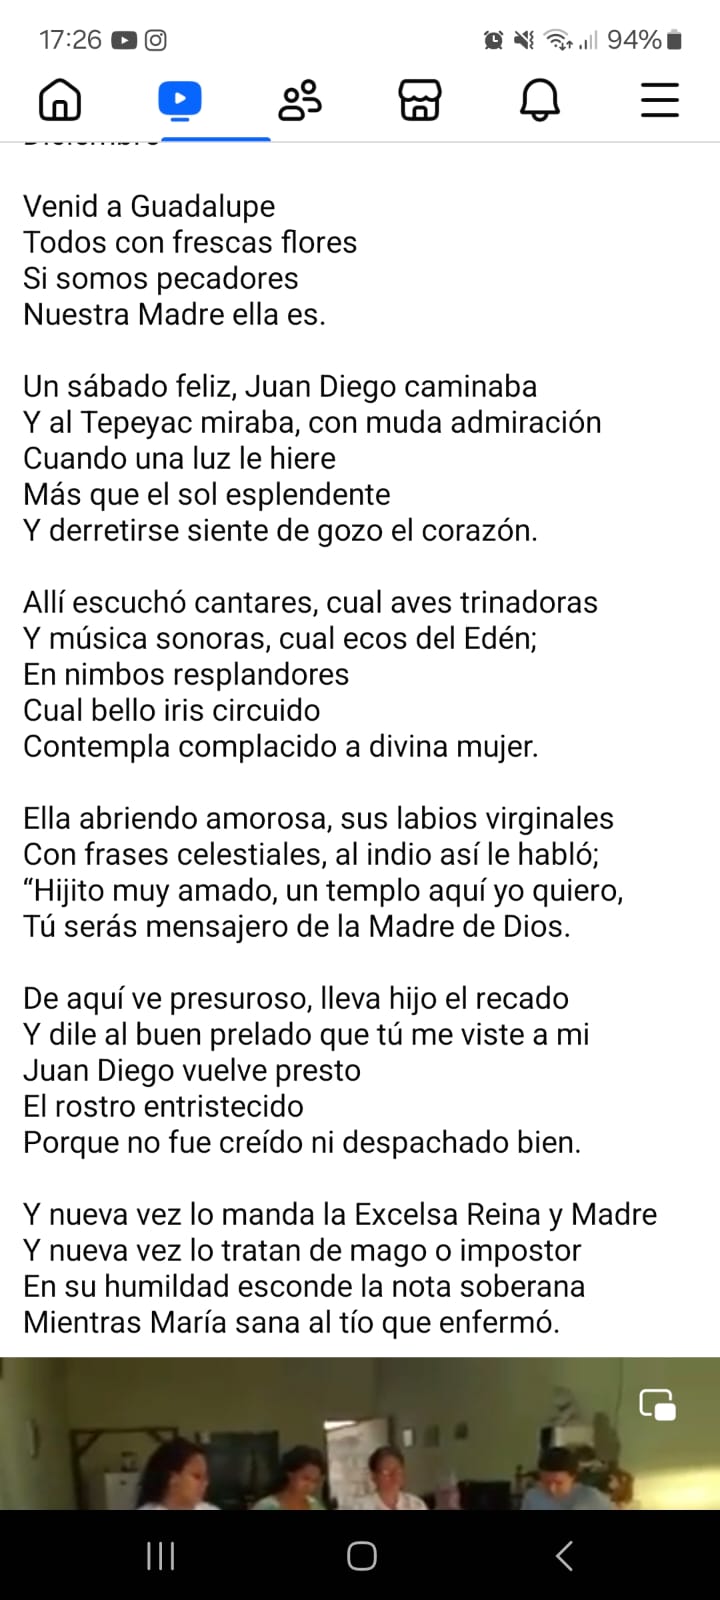 17:26
94%
Venid a Guadalupe
Todos con frescas flores
Si somos pecadores
Nuestra Madre ella es.
Un sábado feliz, Juan Diego caminaba
Y al Tepeyac miraba, con muda admiración
Cuando una luz le hiere
Más que el sol esplendente
Y derretirse siente de gozo el corazón.
Allí escuchó cantares, cual aves trinadoras
Y música sonoras, cual ecos del Edén;
En nimbos resplandores
Cual bello iris circuido
Contempla complacido a divina mujer.
Ella abriendo amorosa, sus labios virginales
Con frases celestiales, al indio así le habló;
“Hijito muy amado, un templo aquí yo quiero,
Tú serás mensajero de la Madre de Dios.
De aquí ve presuroso, lleva hijo el recado
Y dile al buen prelado que tú me viste a mi
Juan Diego vuelve presto
El rostro entristecido
Porque no fue creído ni despachado bien.
Y nueva vez lo manda la Excelsa Reina y Madre
Y nueva vez lo tratan de mago o impostor
En su humildad esconde la nota soberana
Mientras María sana al tío que enfermó.